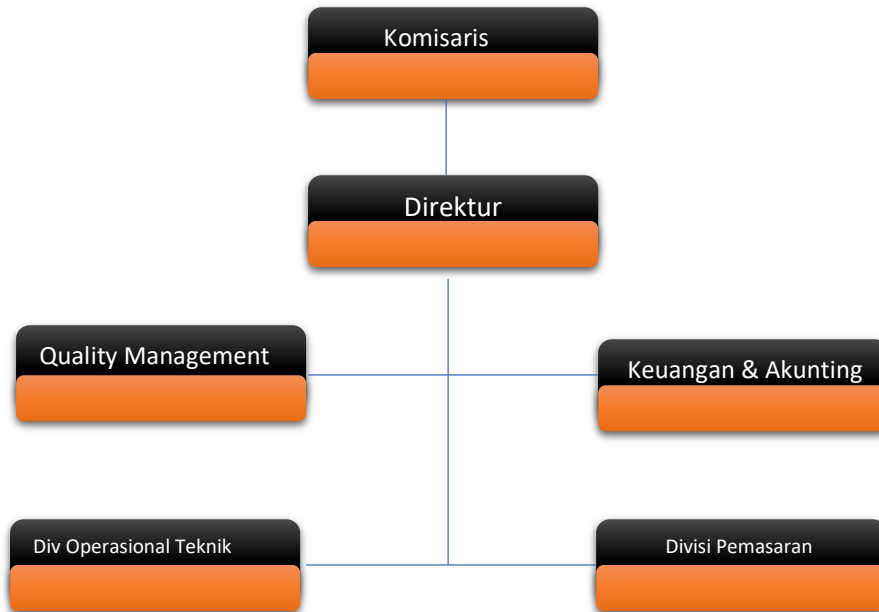 Komisaris
Direktur
Quality Management
Keuangan & Akunting
Div Operasional Teknik
Divisi Pemasaran